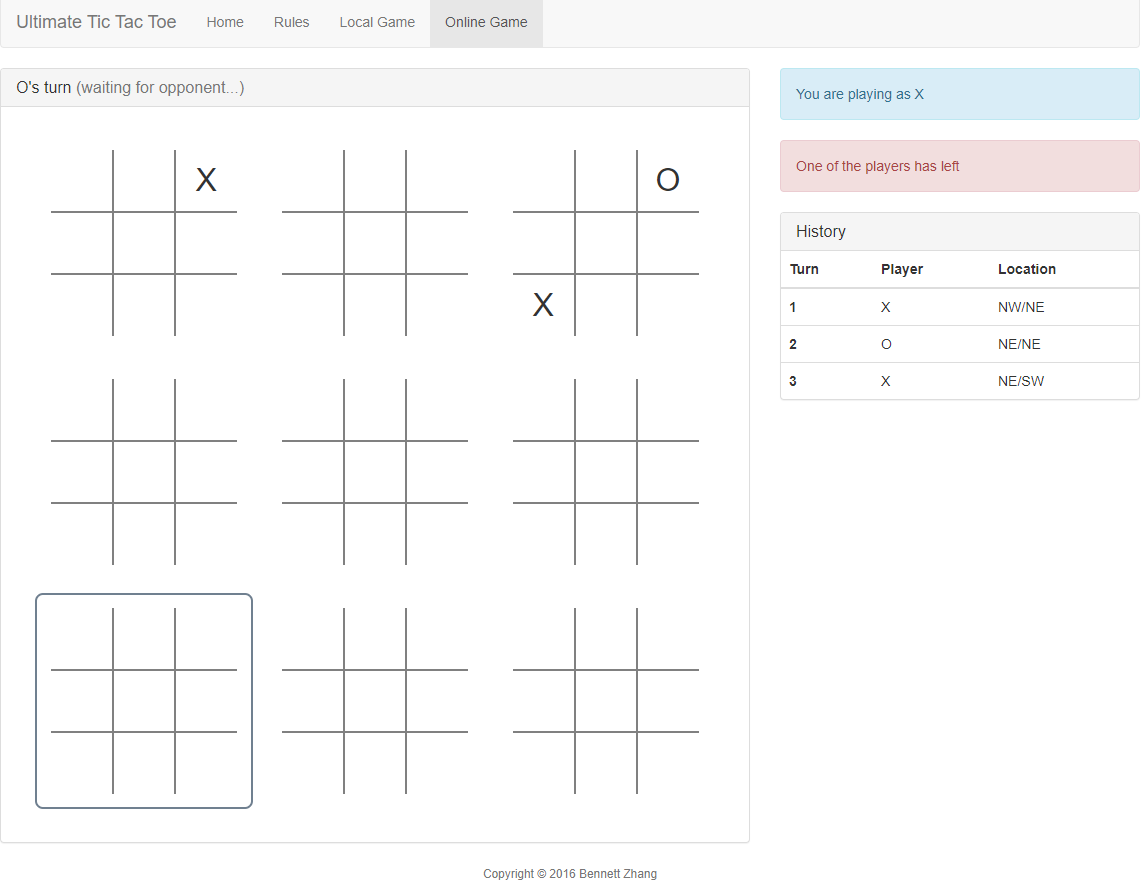 Ultimate Tic Tac Toe Home Rules Local Game Online Game
O's turn (waiting for opponent...)
X O
X
You are playing as X
One of the players has left
History
Turn Player Location
1 X NW/NE
2 O NE/NE
3 X NE/SW
Copyright © 2016 Bennett Zhang